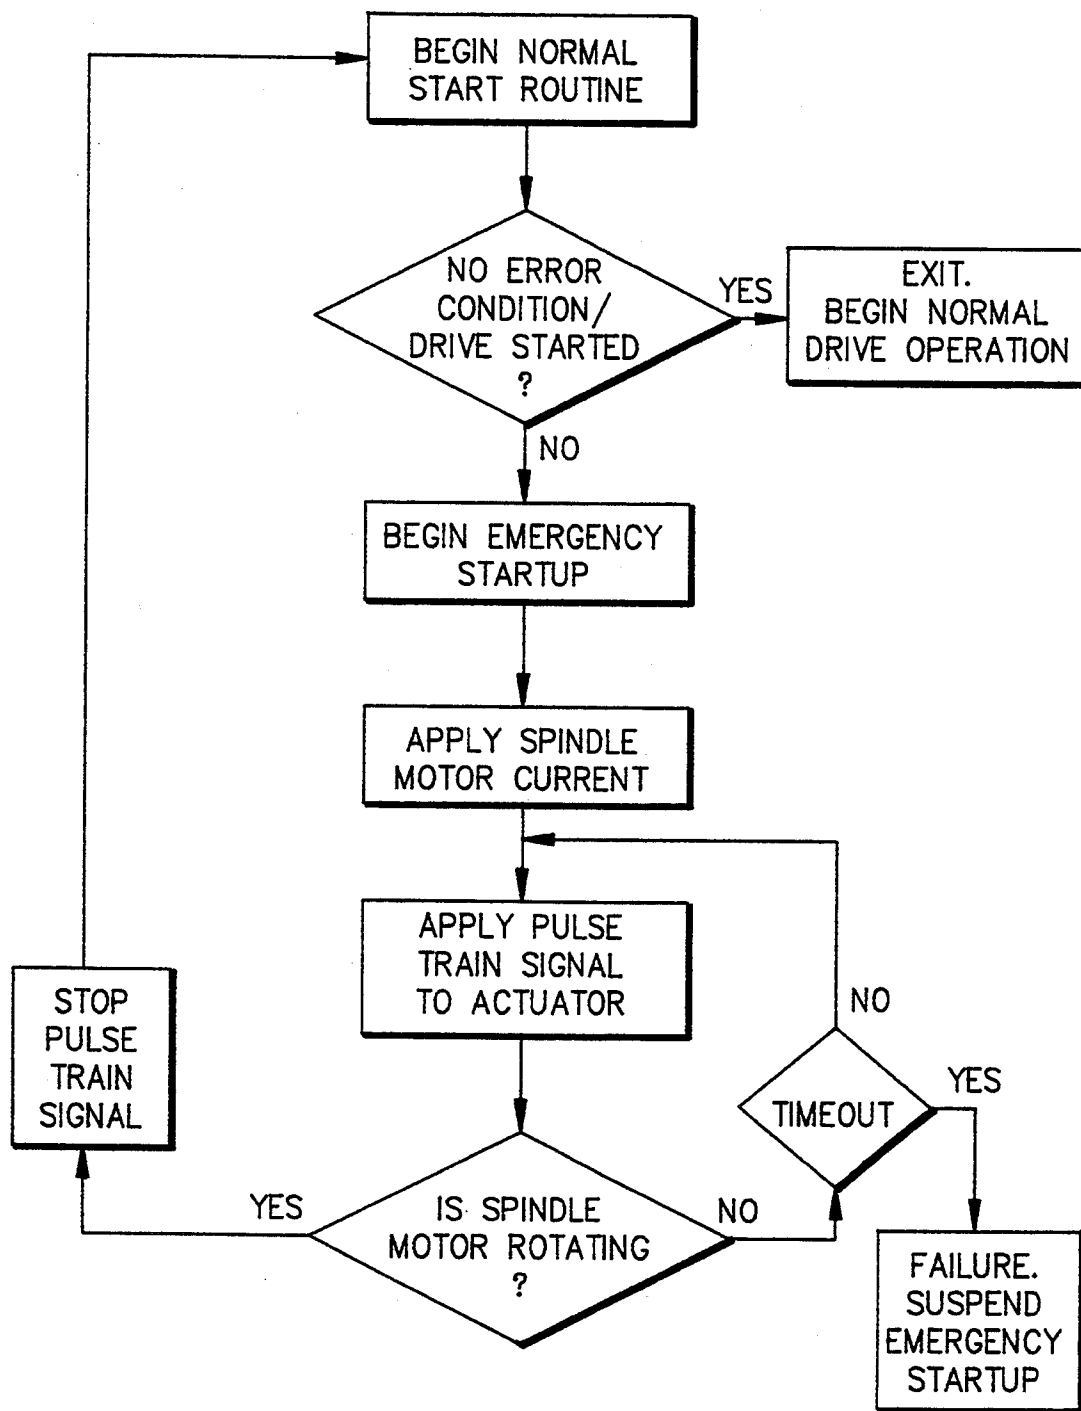 BEGIN NORMAL
START ROUTINE
NO ERROR
CONDITION/
DRIVE STARTED
?
YES
EXIT.
BEGIN NORMAL
DRIVE OPERATION
NO
BEGIN EMERGENCY
STARTUP
APPLY SPINDLE
MOTOR CURRENT
APPLY PULSE
TRAIN SIGNAL
TO ACTUATOR
STOP
PULSE
TRAIN
SIGNAL
NO
TIMEOUT
YES
YES
IS SPINDLE
MOTOR ROTATING
?
NO
FAILURE.
SUSPEND
EMERGENCY
STARTUP